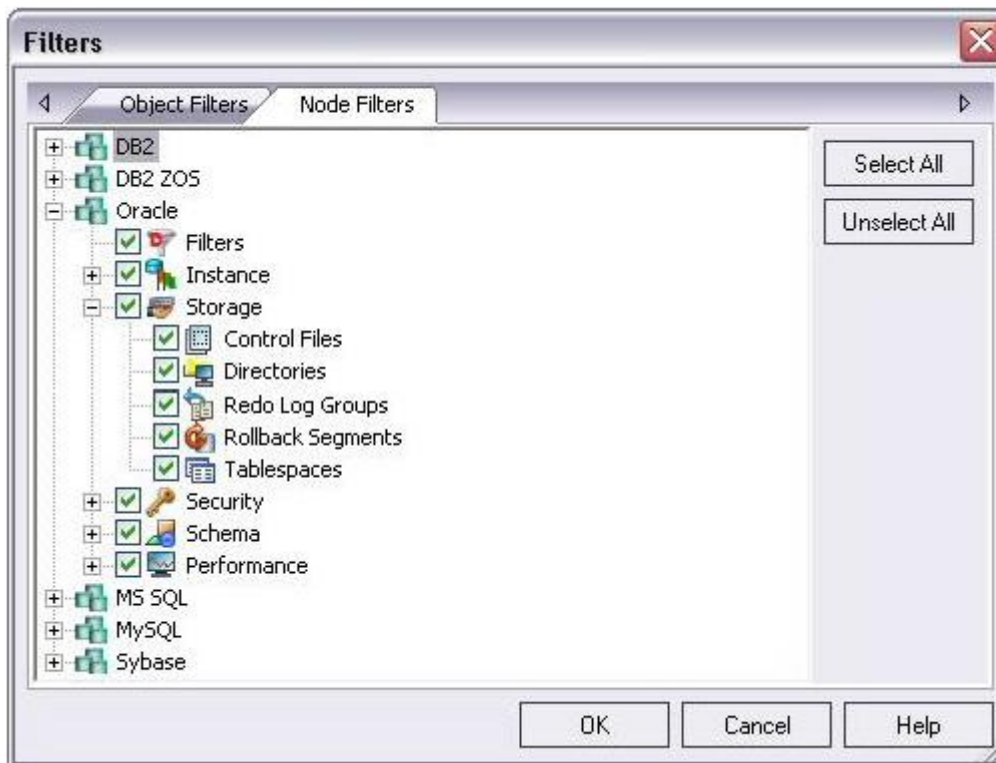 Filters
Object Filters Node Filters
DB2
DB2 ZOS
Oracle
Filters
Instance
Storage
Control Files
Directories
Redo Log Groups
Rollback Segments
Tablespaces
Security
Schema
Performance
MS SQL
MySQL
Sybase
Select All
Unselect All
OK Cancel Help